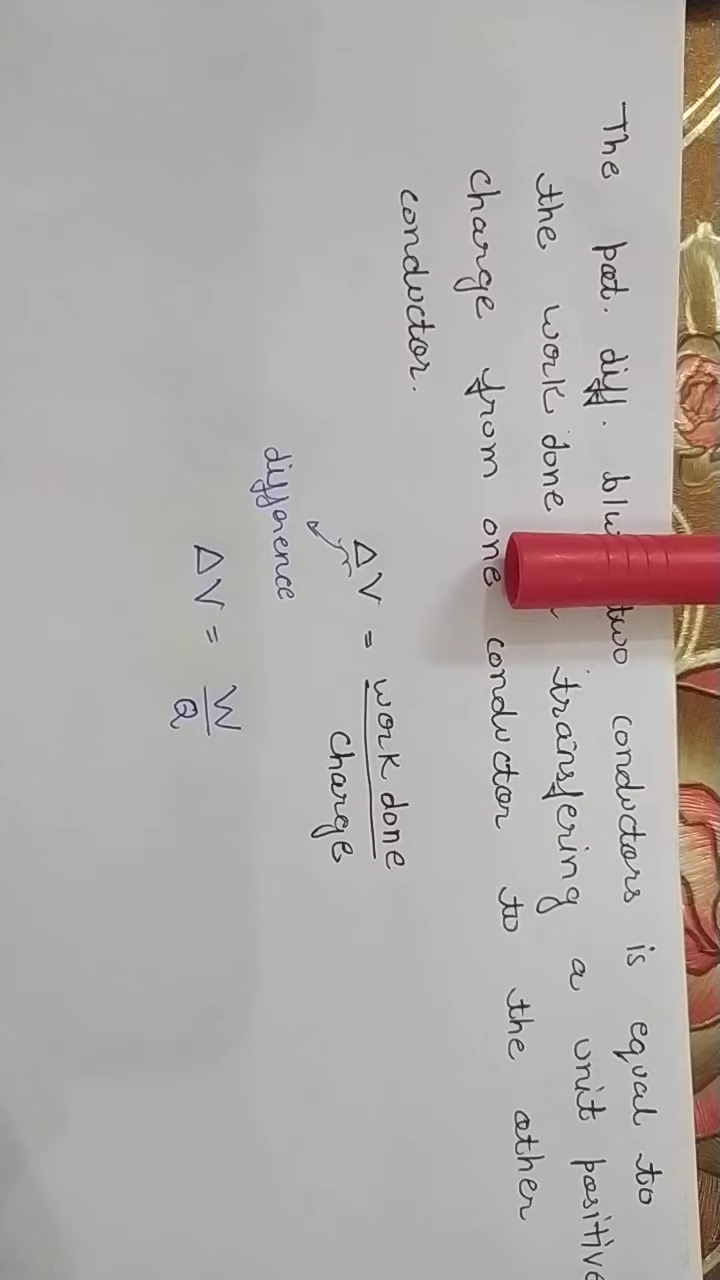 The pot. diff. two conductors is equal to
the work done transfering a unit positive
charge from one conductor to the other
conductor.
ΔV = work done
charge
difference
ΔV = W
Q